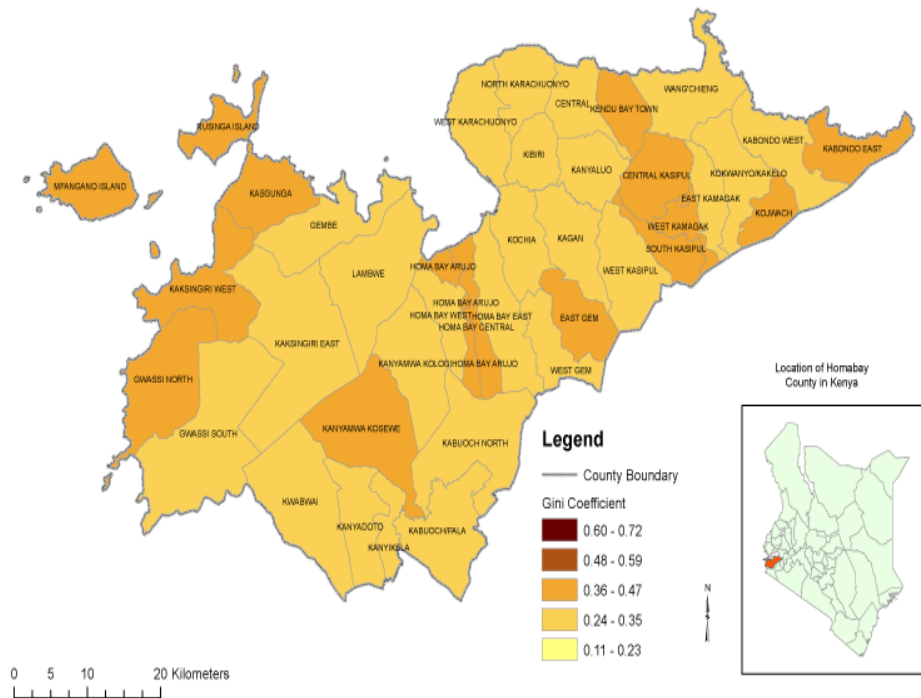 NORTH KARACHUONYO
WANG'CHIENG
CENTRAL
KENDU BAY TOWN
WEST KARACHUONYO
RUSINGA ISLAND
KABONDO WEST
KABONDO EAST
KIBIRI
KANYALUO
CENTRAL KASIPUL
KOKWANYO/KAKELO
MFANGANO ISLAND
KASGUNGA
EAST KAMAGAK
KOJWACH
GEMBE
WEST KAMAGAK
KOCHIA
KAGAN
SOUTH KASIPUL
HOMA BAY ARUJO
LAMBWE
WEST KASIPUL
KAKSINGIRI WEST
HOMA BAY ARUJO
HOMA BAY WEST
HOMA BAY EAST
EAST GEM
HOMA BAY CENTRAL
KAKSINGIRI EAST
KANYAMWA KOLOGI
HOMA BAY ARUJO
WEST GEM
GWASSI NORTH
KANYAMWA KOSEWE
GWASSI SOUTH
KABUOCH NORTH
KWABWAI
KANYADOTO
KABUOCH/PALA
KANYIKELA
Location of Homabay
County in Kenya
Legend
County Boundary
Gini Coefficient
0.60 - 0.72
0.48 - 0.59
0.36 - 0.47
0.24 - 0.35
0.11 - 0.23
N
0 5 10 20 Kilometers